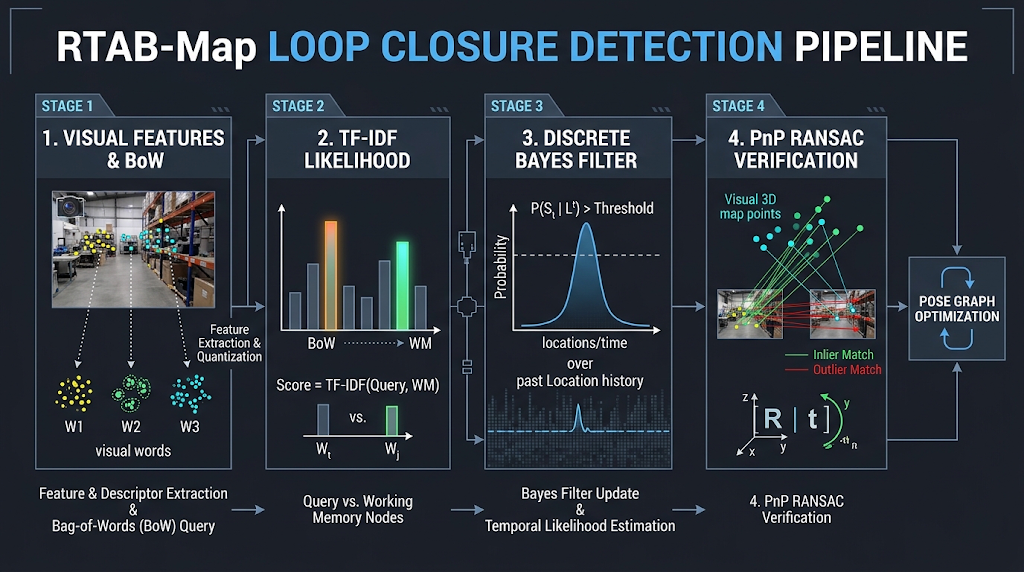 RTAB-Map LOOP CLOSURE DETECTION PIPELINE
STAGE 1
1. VISUAL FEATURES
& BoW
Feature
Extraction &
Quantization
W1
W2
W3
visual words
Feature & Descriptor Extraction
&
Bag-of-Words (BoW) Query
STAGE 2
2. TF-IDF
LIKELIHOOD
BoW
WM
Score = TF-IDF(Query, WM)
vs.
Wt
Wj
Query vs. Working
Memory Nodes
STAGE 3
3. DISCRETE
BAYES FILTER
P(St | Lt) > Threshold
Probability
locations/time
over
past Location history
Bayes Filter Update
&
Temporal Likelihood Estimation
STAGE 4
4. PnP RANSAC
VERIFICATION
Visual 3D
map points
Inlier Match
Outlier Match
z
x
y
[R | t]
y
4. PnP RANSAC
Verification
POSE GRAPH
OPTIMIZATION